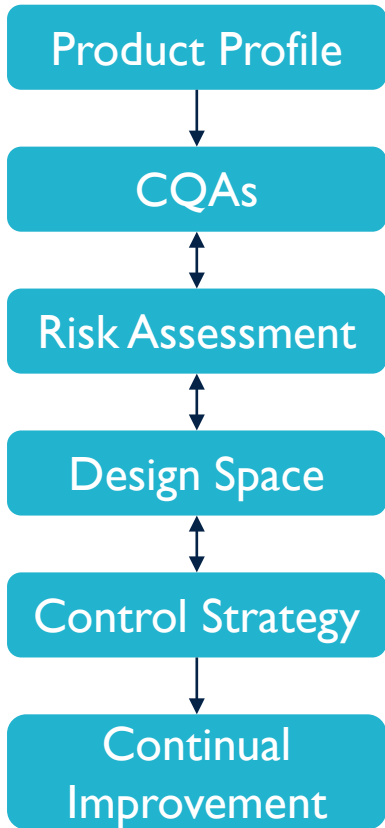 Product Profile
CQAs
Risk Assessment
Design Space
Control Strategy
Continual
Improvement